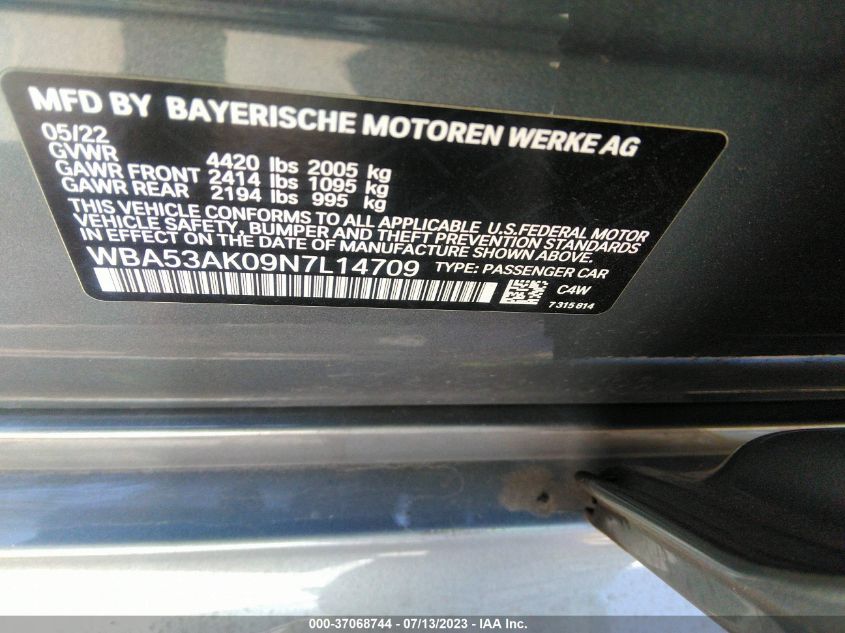 MFD BY BAYERISCHE MOTOREN WERKE AG
05/22
GVWR 4420 lbs 2005 kg
GAWR FRONT 2414 lbs 1095 kg
GAWR REAR 2194 lbs 995 kg
THIS VEHICLE CONFORMS TO ALL APPLICABLE U.S.FEDERAL MOTOR
VEHICLE SAFETY, BUMPER AND THEFT PREVENTION STANDARDS
IN EFFECT ON THE DATE OF MANUFACTURE SHOWN ABOVE.
WBA53AK09N7L14709 TYPE: PASSENGER CAR
C4W
7315814
000-37068744 - 07/13/2023 - IAA Inc.